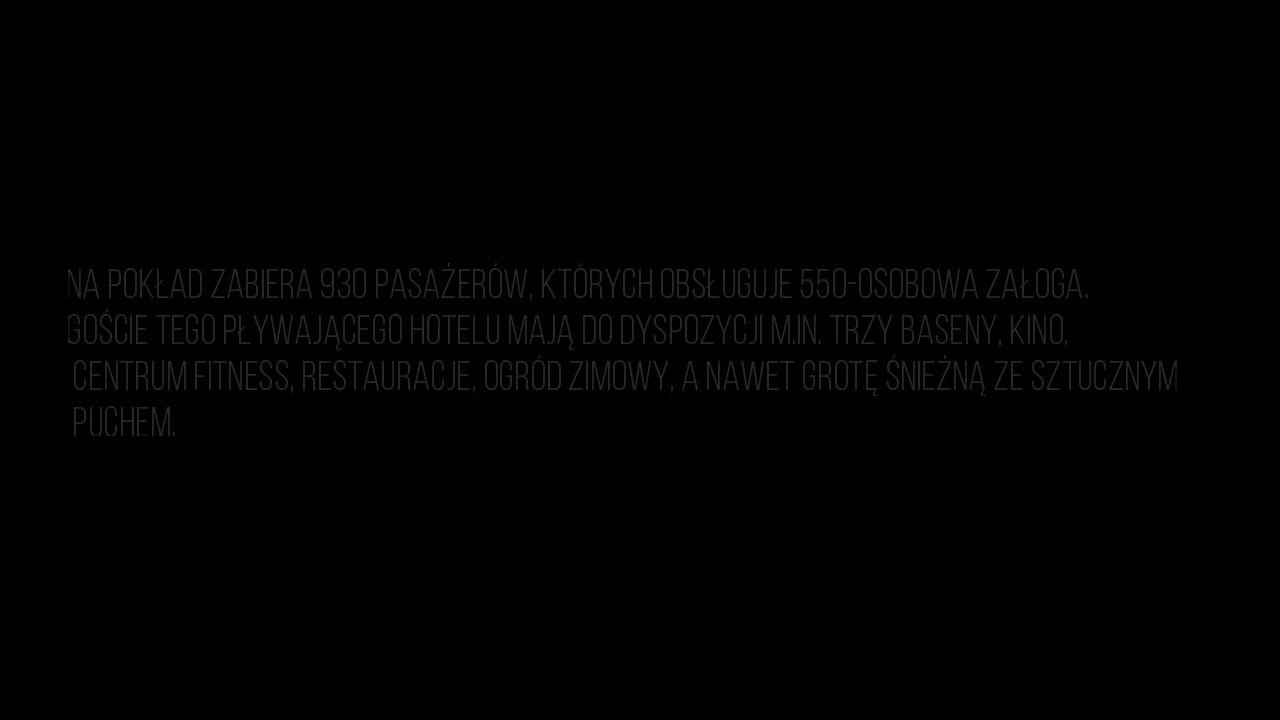 NA POKŁAD ZABIERA 930 PASAŻERÓW, KTÓRYCH OBSŁUGUJE 550-OSOBOWA ZAŁOGA.
GOŚCIE TEGO PŁYWAJĄCEGO HOTELU MAJĄ DO DYSPOZYCJI M.IN. TRZY BASENY, KINO,
CENTRUM FITNESS, RESTAURACJE, OGRÓD ZIMOWY, A NAWET GROTĘ ŚNIEŻNĄ ZE SZTUCZNYM
PUCHEM.